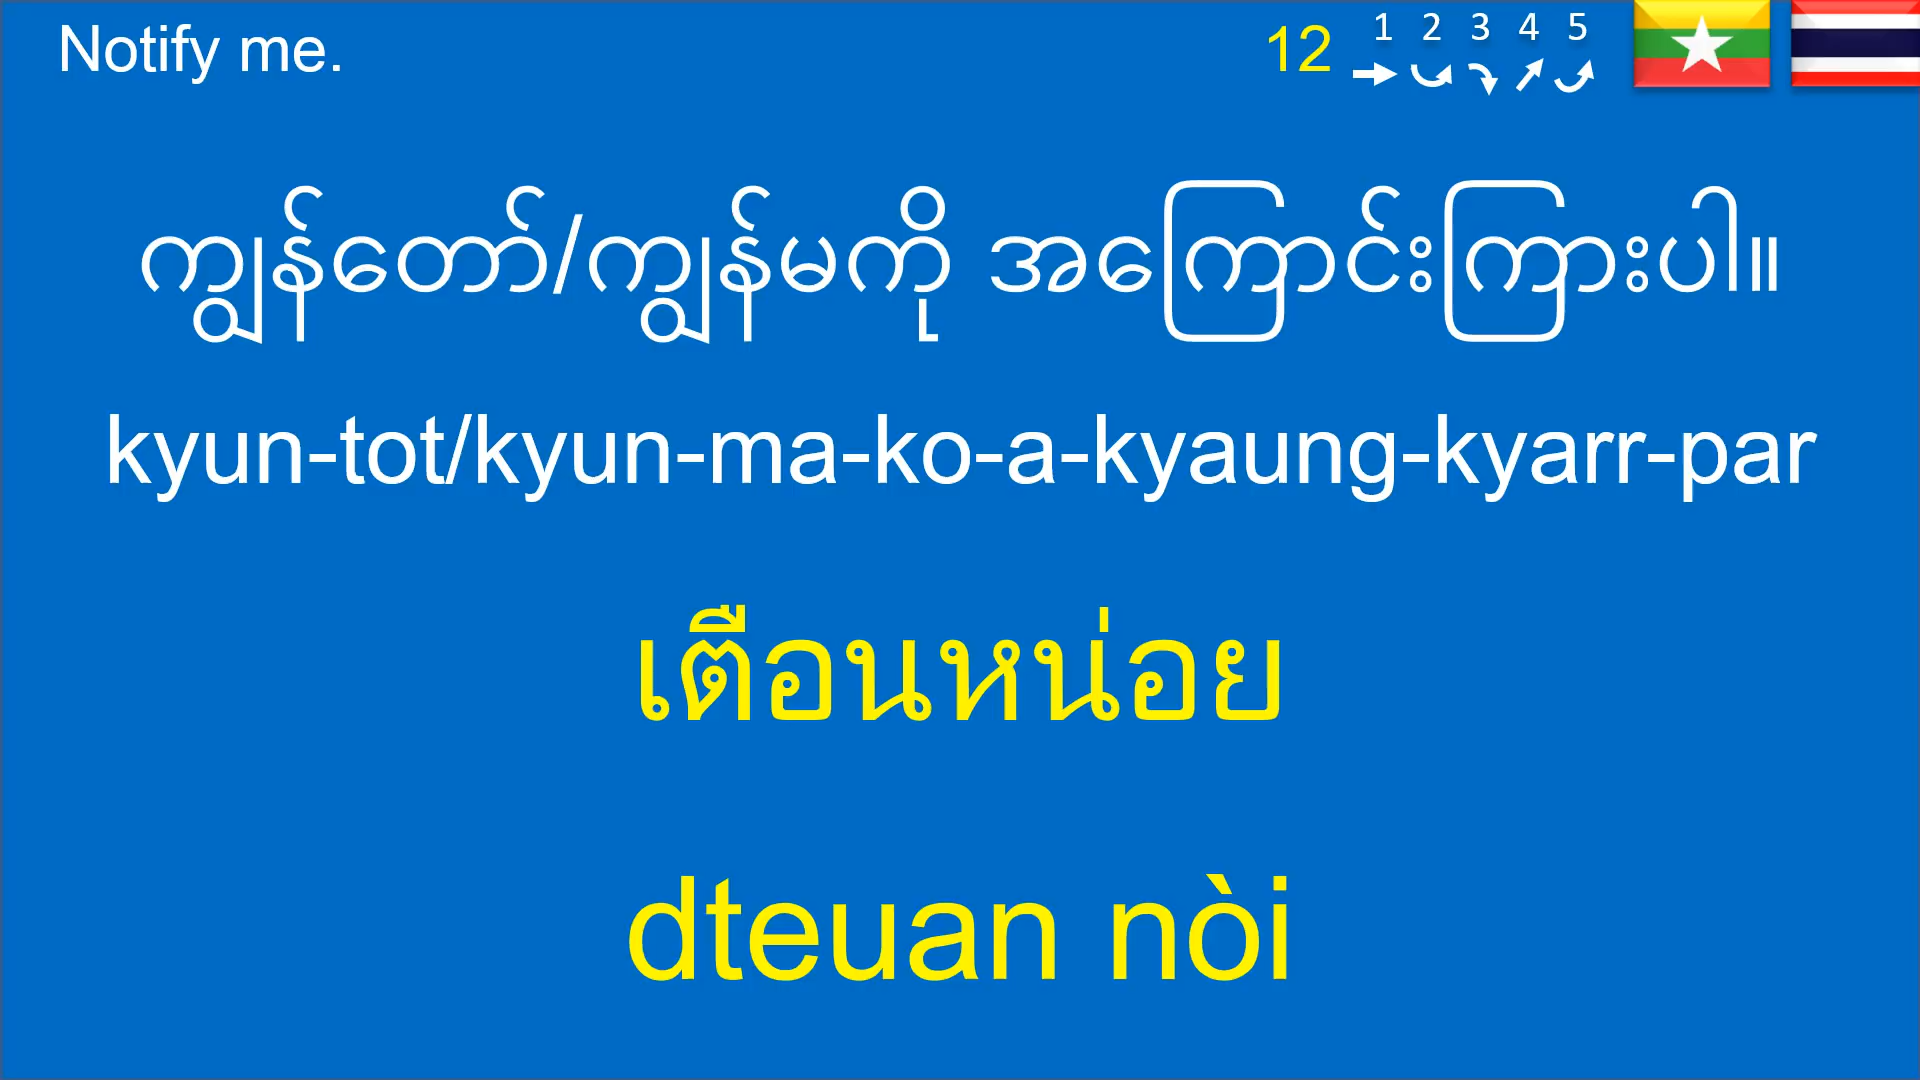 Notify me.
12 1 2 3 4 5
ကျွန်တော်/ကျွန်မကို အကြောင်းကြားပါ။
kyun-tot/kyun-ma-ko-a-kyaung-kyarr-par
เตือนหน่อย
dteuan nòi